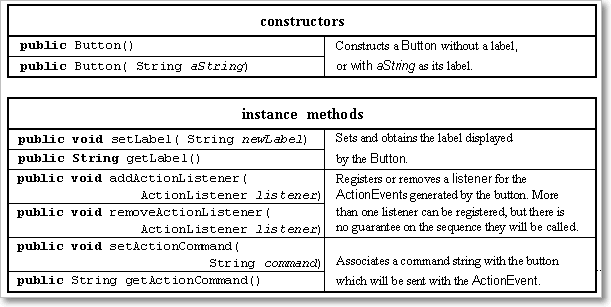 constructors
public Button()
Constructs a Button without a label,
public Button( String aString)
or with aString as its label.
instance methods
public void setLabel( String newLabel)
Sets and obtains the label displayed
public String getLabel()
by the Button.
public void addActionListener(
ActionListener listener)
public void removeActionListener(
ActionListener listener)
Registers or removes a listener for the
ActionEvents generated by the button. More
than one listener can be registered, but there is
no guarantee on the sequence they will be called.
public void setActionCommand(
String command)
public String getActionCommand()
Associates a command string with the button
which will be sent with the ActionEvent.